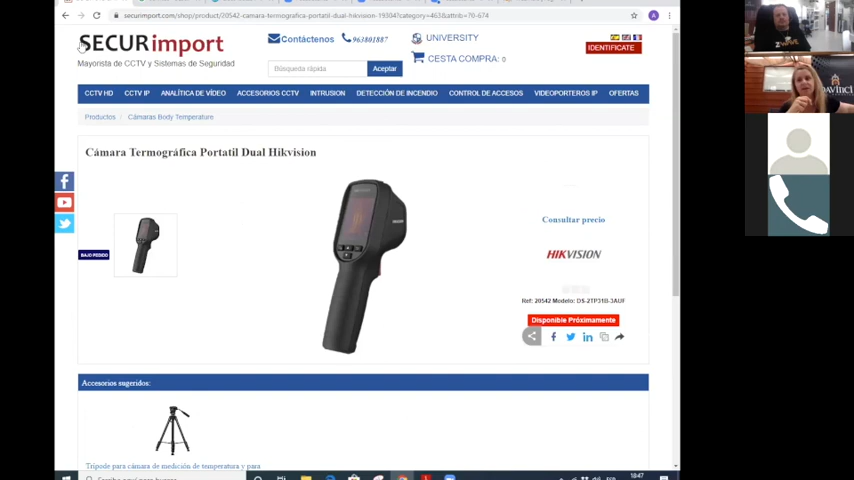 securimport.com/shop/product/20542-camara-termografica-portatil-dual-hikvision-19304?category=463&attrib=70-674
SECURimport
Mayorista de CCTV y Sistemas de Seguridad
Contáctenos
963801887
UNIVERSITY
CESTA COMPRA: 0
IDENTIFICATE
Búsqueda rápida
Aceptar
CCTV HD CCTV IP ANALÍTICA DE VÍDEO ACCESORIOS CCTV INTRUSION DETECCIÓN DE INCENDIO CONTROL DE ACCESOS VIDEOPORTEROS IP OFERTAS
Productos / Cámaras Body Temperature
Cámara Termográfica Portatil Dual Hikvision
BAJO PEDIDO
Consultar precio
HIKVISION
Ref: 20542 Modelo: DS-2TP31B-3AUF
Disponible Próximamente
Accesorios sugeridos:
Trípode para cámaras de medición de temperatura y para
18:47